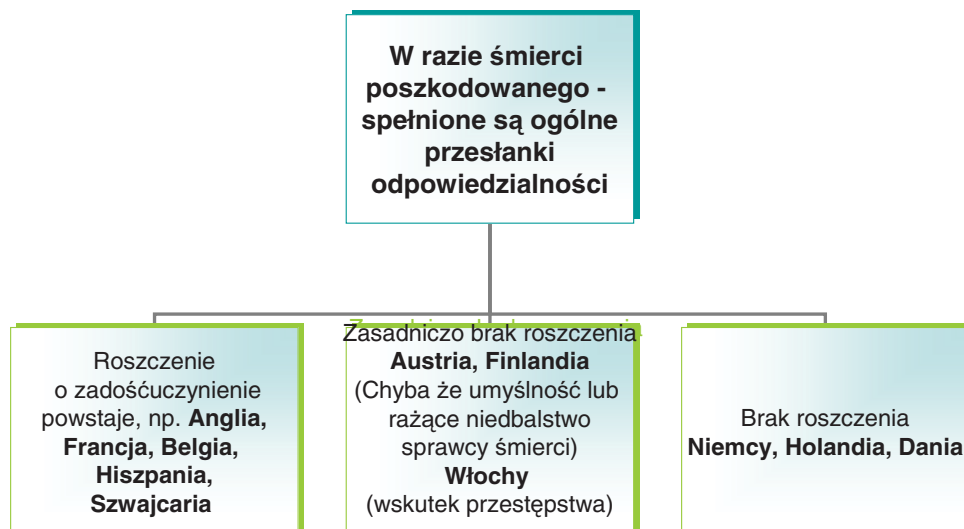 W razie śmierci
poszkodowanego -
spełnione są ogólne
przesłanki
odpowiedzialności
Roszczenie
o zadośćuczynienie
powstaje, np. Anglia,
Francja, Belgia,
Hiszpania,
Szwajcaria
Zasadniczo brak roszczenia
Austria, Finlandia
(Chyba że umyślność lub
rażące niedbalstwo
sprawcy śmierci)
Włochy
(wskutek przestępstwa)
Brak roszczenia
Niemcy, Holandia, Dania